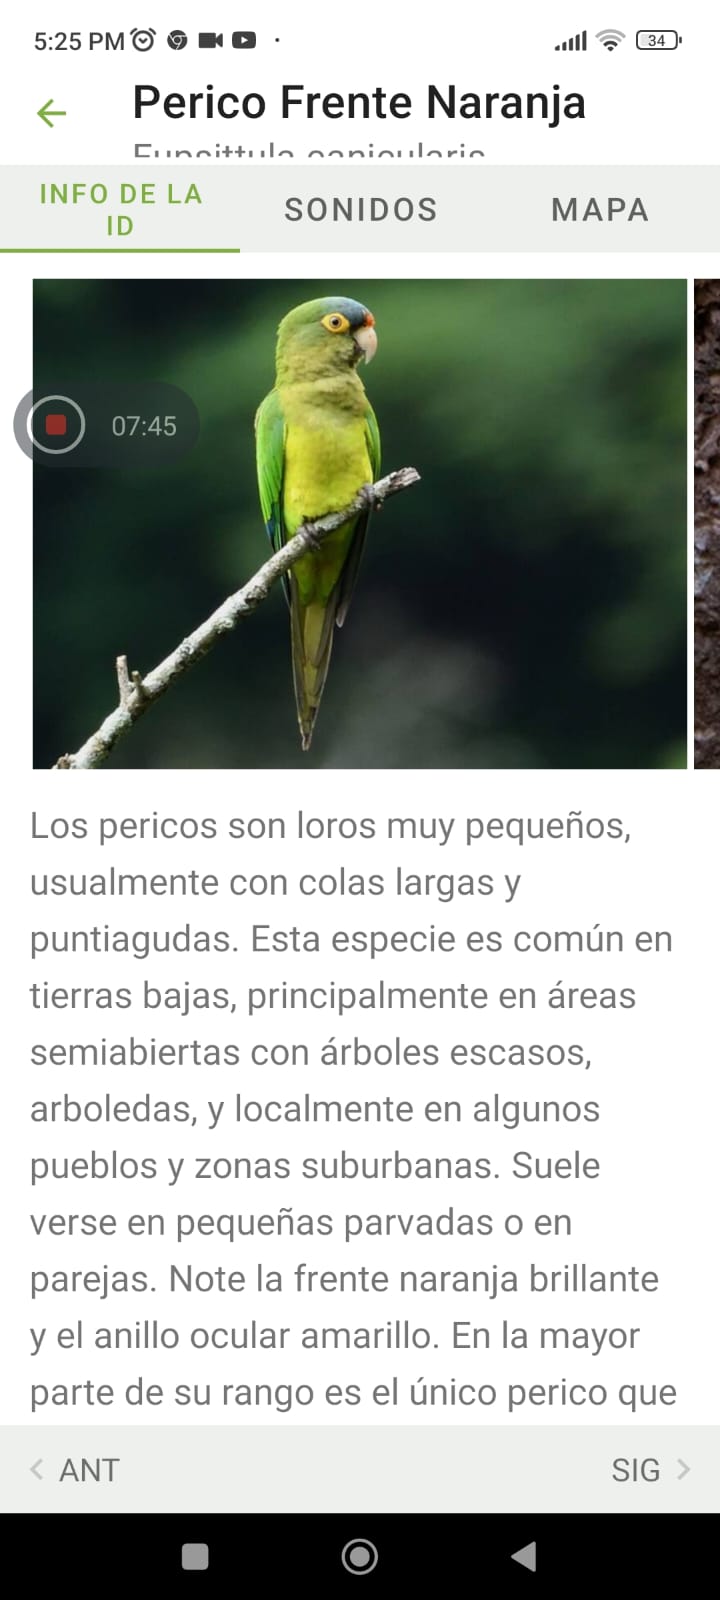 5:25 PM
34
Perico Frente Naranja
Eupsittula canicularis
INFO DE LA
ID
SONIDOS
MAPA
07:45
Los pericos son loros muy pequeños,
usualmente con colas largas y
puntiagudas. Esta especie es común en
tierras bajas, principalmente en áreas
semiabiertas con árboles escasos,
arboledas, y localmente en algunos
pueblos y zonas suburbanas. Suele
verse en pequeñas parvadas o en
parejas. Note la frente naranja brillante
y el anillo ocular amarillo. En la mayor
parte de su rango es el único perico que
ANT
SIG